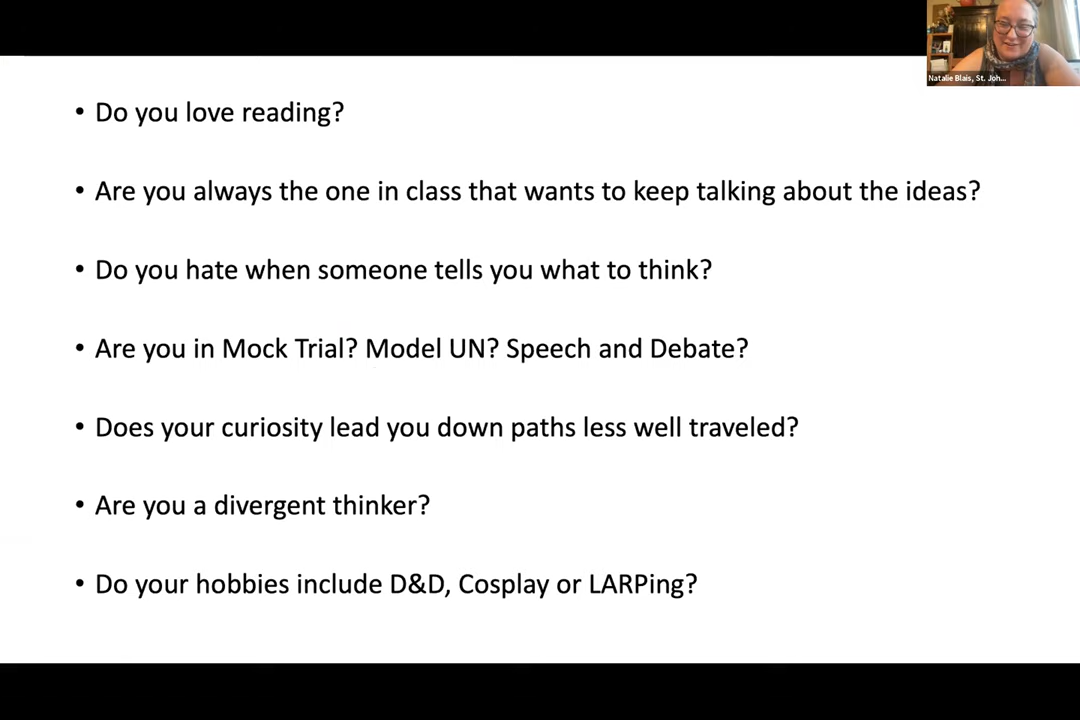 Natalie Blais, St. Joh...
• Do you love reading?
• Are you always the one in class that wants to keep talking about the ideas?
• Do you hate when someone tells you what to think?
• Are you in Mock Trial? Model UN? Speech and Debate?
• Does your curiosity lead you down paths less well traveled?
• Are you a divergent thinker?
• Do your hobbies include D&D, Cosplay or LARPing?